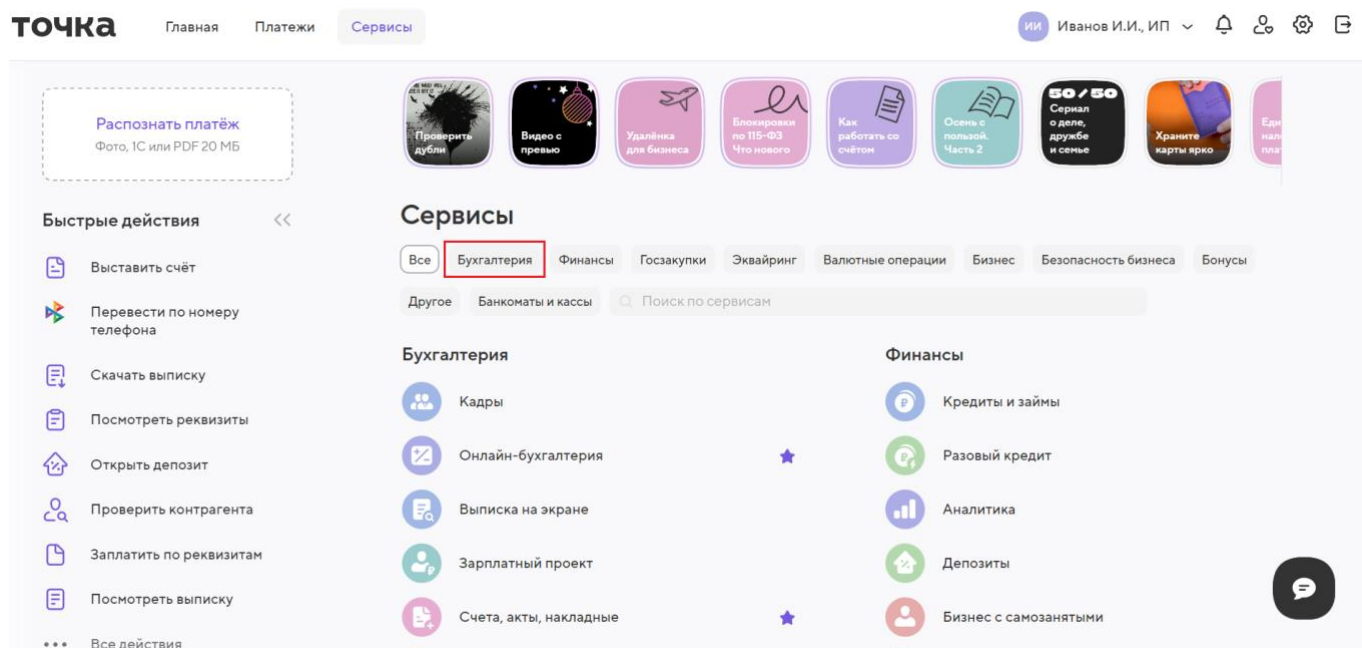 точка
Главная
Платежи
Сервисы
ИИ
Иванов И.И., ИП
Распознать платёж
Фото, 1С или PDF 20 МБ
Проверить
дубли
Видео с
превью
Удалёнка
для бизнеса
Блокировки
по 115-ФЗ
Что нового
Как
работать со
счётом
Осень с
пользой.
Часть 2
50/50
Сериал
о деле,
дружбе
и семье
Храните
карты ярко
Быстрые действия
Выставить счёт
Перевести по номеру
телефона
Скачать выписку
Посмотреть реквизиты
Открыть депозит
Проверить контрагента
Заплатить по реквизитам
Посмотреть выписку
Все действия
Сервисы
Все
Бухгалтерия
Финансы
Госзакупки
Эквайринг
Валютные операции
Бизнес
Безопасность бизнеса
Бонусы
Другое
Банкоматы и кассы
Поиск по сервисам
Бухгалтерия
Кадры
Онлайн-бухгалтерия
Выписка на экране
Зарплатный проект
Счета, акты, накладные
Финансы
Кредиты и займы
Разовый кредит
Аналитика
Депозиты
Бизнес с самозанятыми